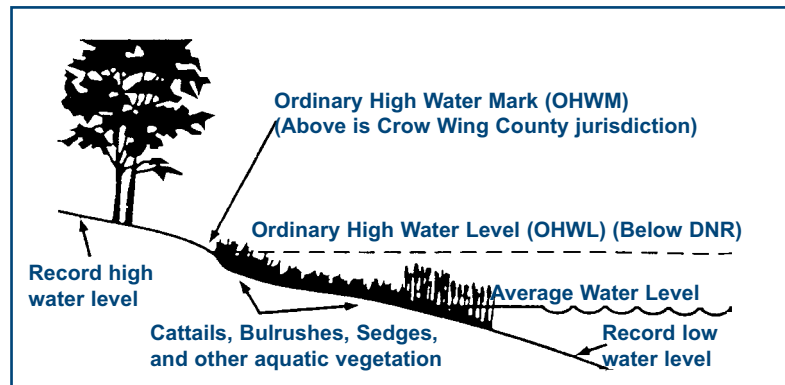 Ordinary High Water Mark (OHWM)
(Above is Crow Wing County jurisdiction)
Ordinary High Water Level (OHWL) (Below DNR)
Record high
water level
Average Water Level
Cattails, Bulrushes, Sedges,
and other aquatic vegetation
Record low
water level